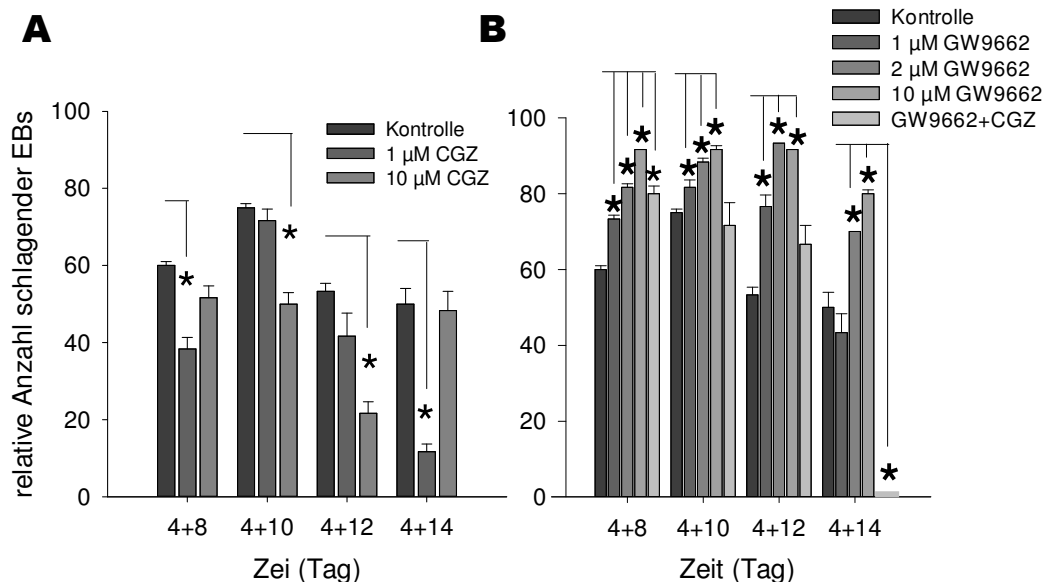 A
B
Kontrolle
1 µM GW9662
2 µM GW9662
10 µM GW9662
GW9662+CGZ
Kontrolle
1 µM CGZ
10 µM CGZ
relative Anzahl schlagender EBs
100
80
60
40
20
0
* * * *
4+8 4+10 4+12 4+14
Zei (Tag)
100
80
60
40
20
0
* * * * * * * * * * * * *
4+8 4+10 4+12 4+14
Zeit (Tag)